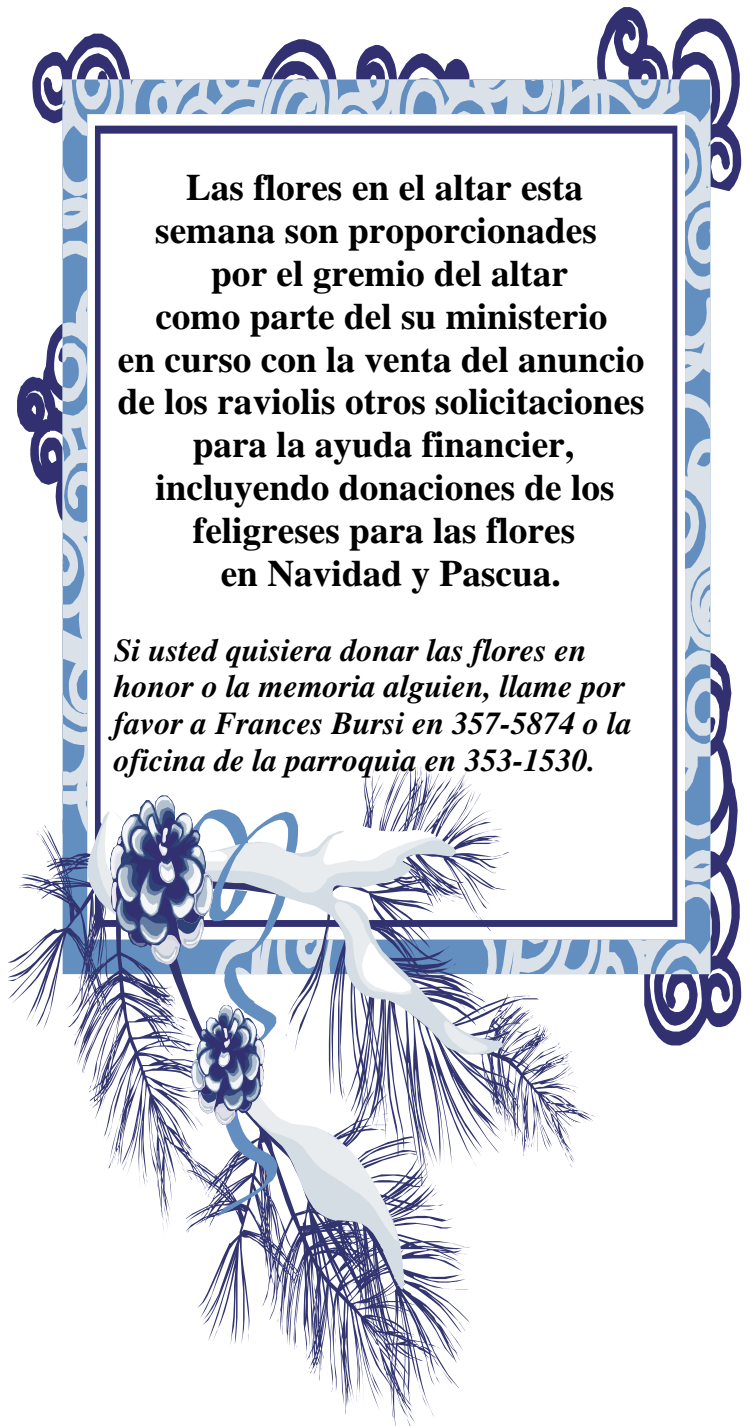 Las flores en el altar esta
semana son proporcionades
por el gremio del altar
como parte del su ministerio
en curso con la venta del anuncio
de los raviolis otros solicitaciones
para la ayuda financier,
incluyendo donaciones de los
feligreses para las flores
en Navidad y Pascua.
Si usted quisiera donar las flores en
honor o la memoria alguien, llame por
favor a Frances Bursi en 357-5874 o la
oficina de la parroquia en 353-1530.